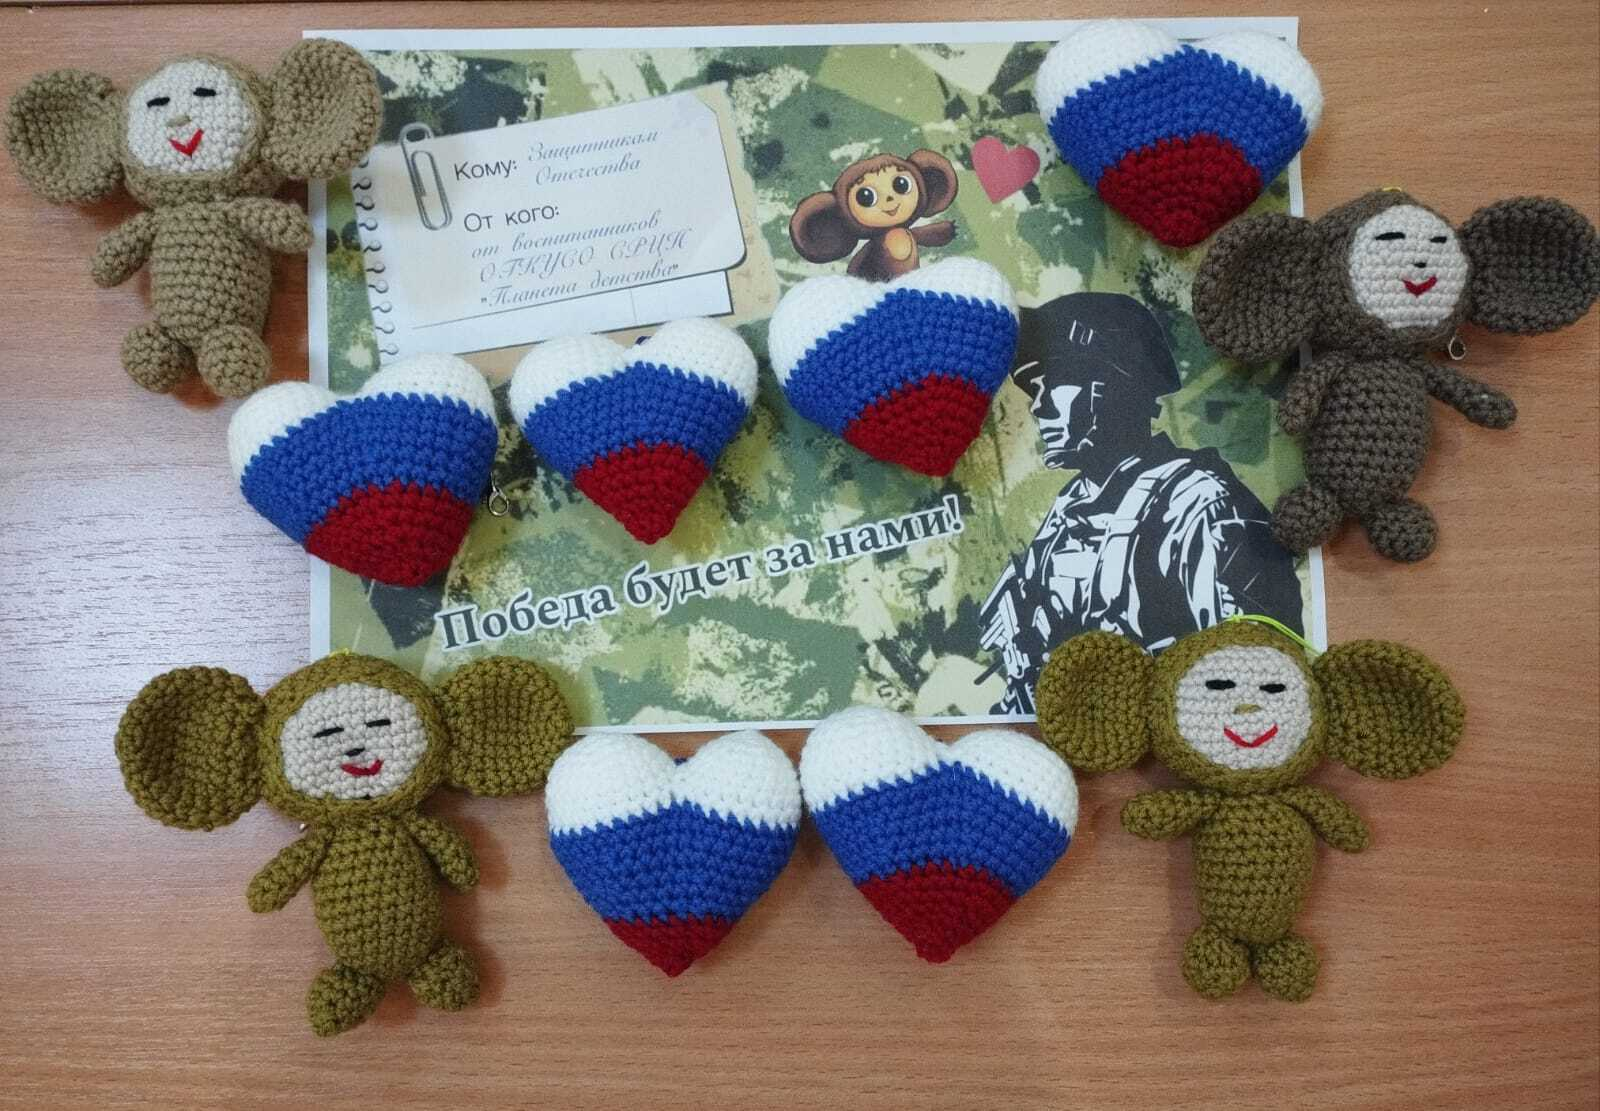 Кому: Защитникам
Отечества
От кого:
от воспитанников
ОГКУСО СРЦН
"Планета детства"
Победа будет за нами!